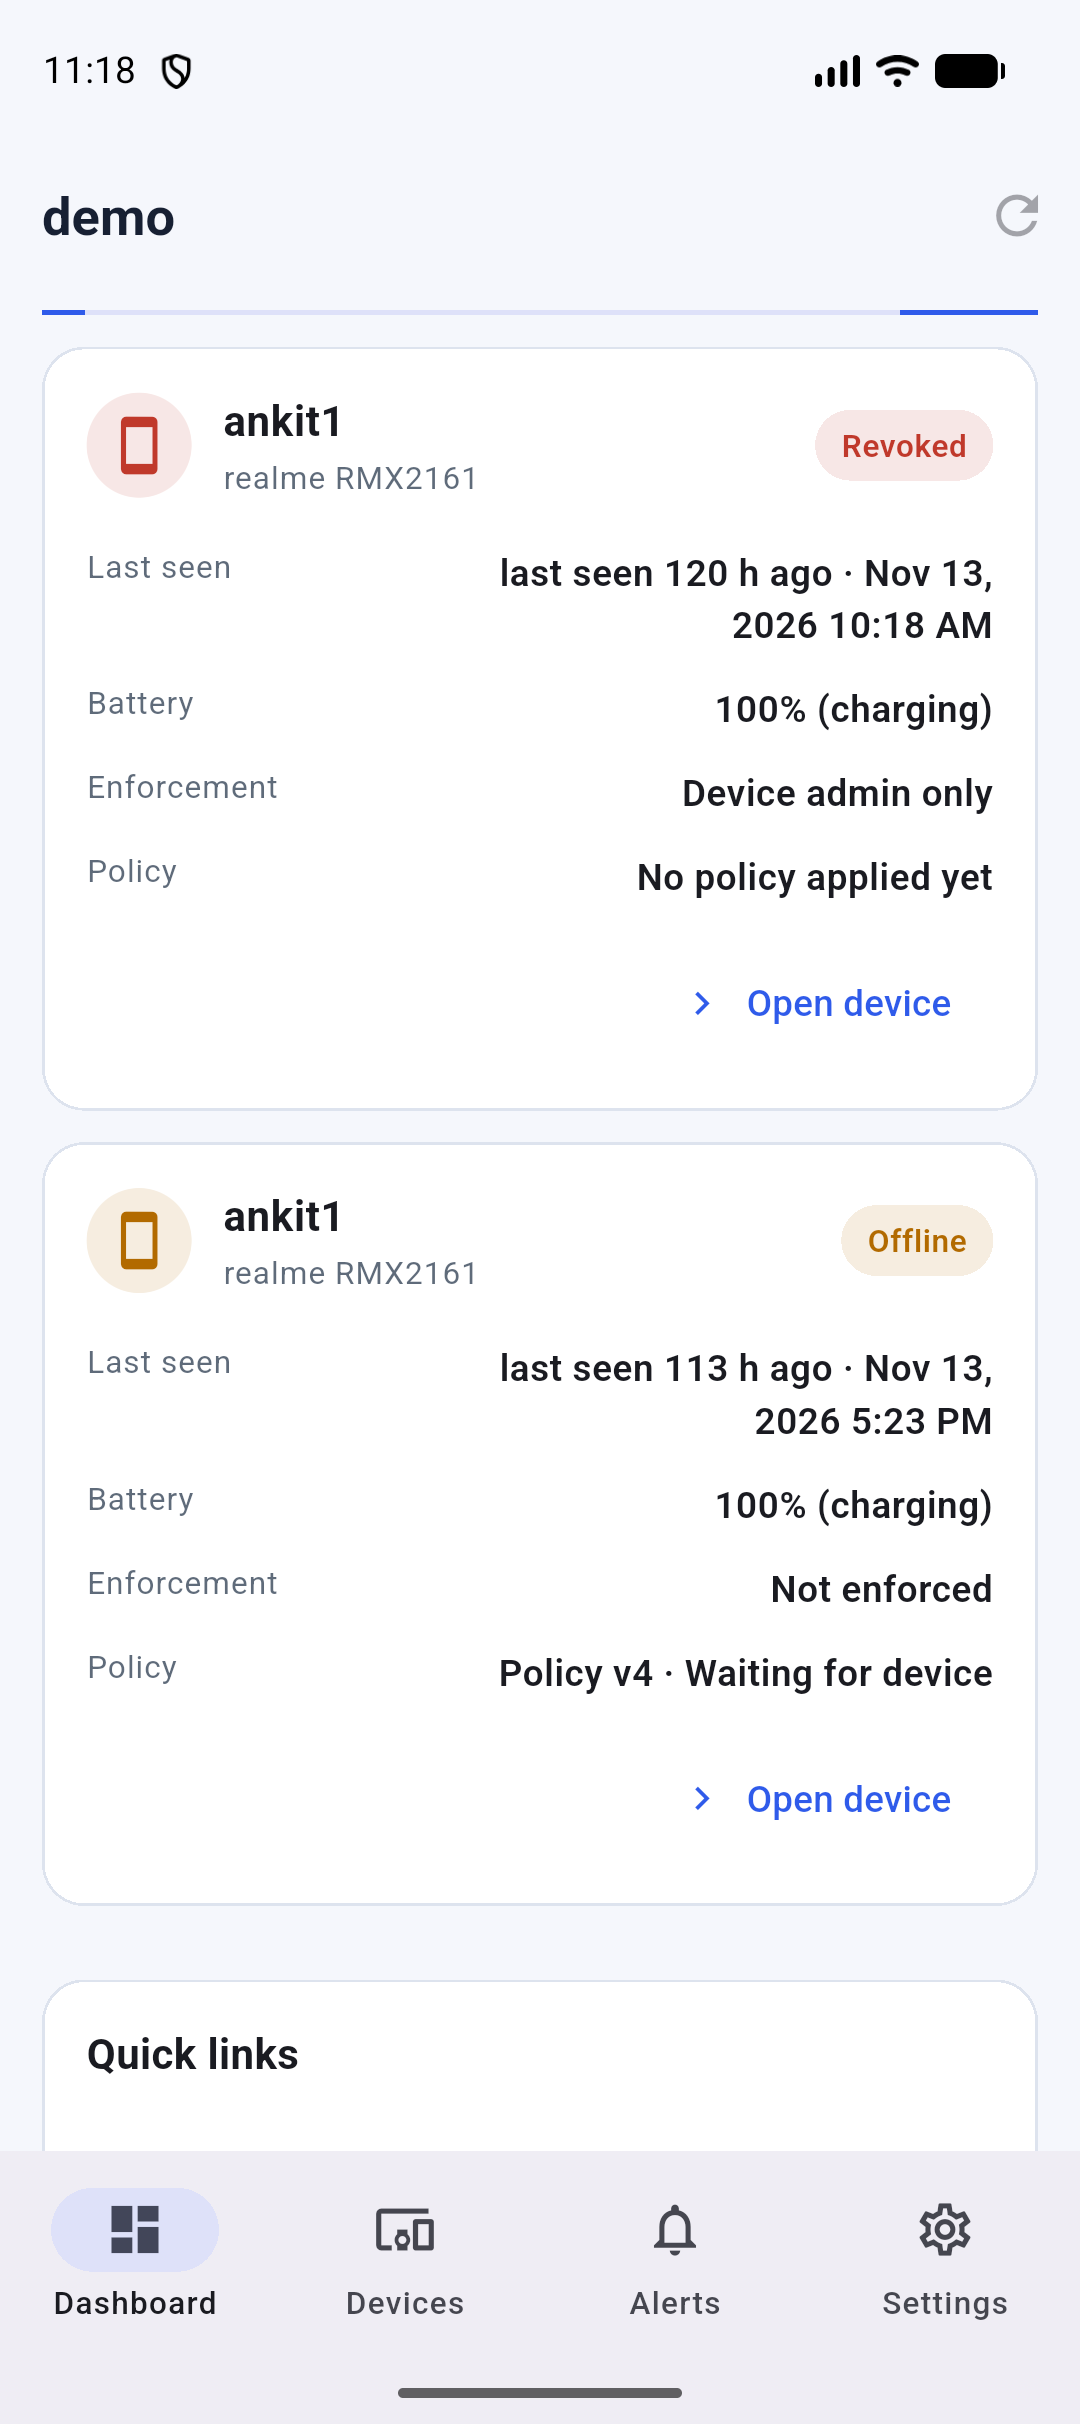 11:18
demo
ankit1
realme RMX2161
Revoked
Last seen
last seen 120 h ago · Nov 13,
2026 10:18 AM
Battery
100% (charging)
Enforcement
Device admin only
Policy
No policy applied yet
Open device
ankit1
realme RMX2161
Offline
Last seen
last seen 113 h ago · Nov 13,
2026 5:23 PM
Battery
100% (charging)
Enforcement
Not enforced
Policy
Policy v4 · Waiting for device
Open device
Quick links
Dashboard
Devices
Alerts
Settings